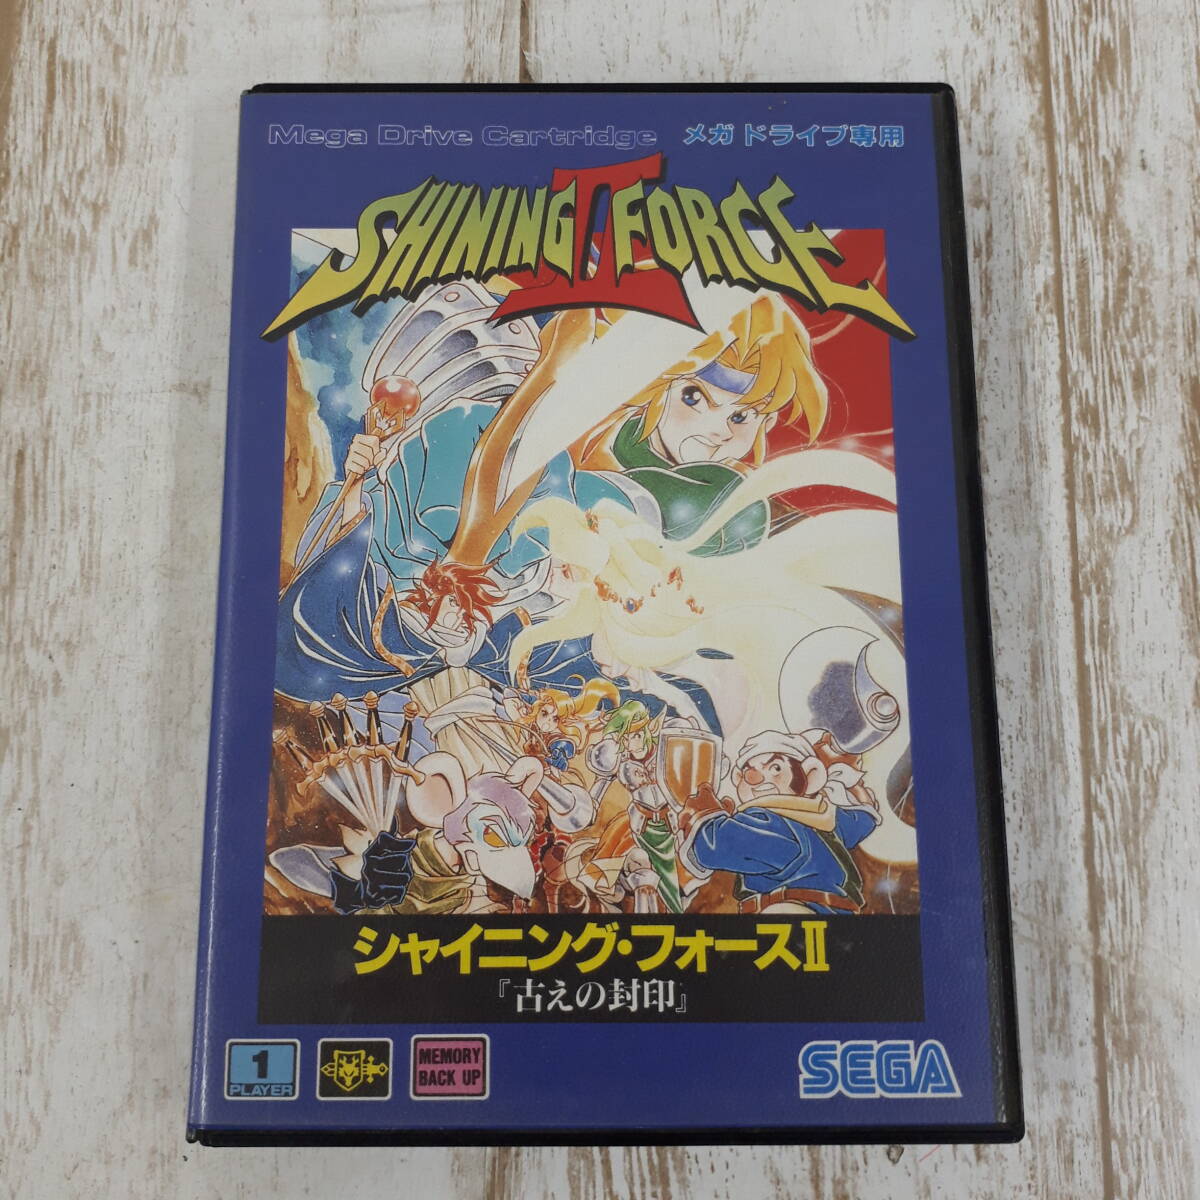 Mega Drive Cartridge メガドライブ専用
SHINING FORCE II
シャイニング・フォースII
『古えの封印』
1
PLAYER
MEMORY
BACK UP
SEGA